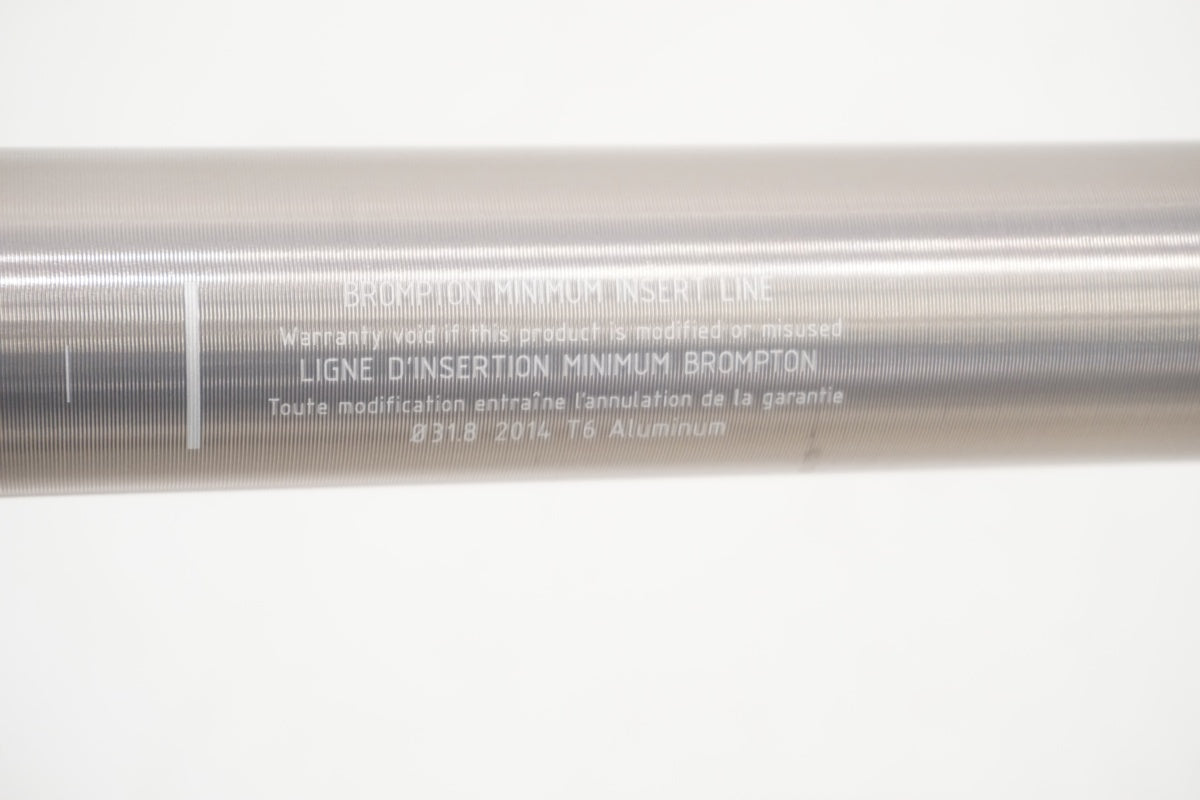 BROMPTON MINIMUM INSERT LINE
Warranty void if this product is modified or misused
LIGNE D'INSERTION MINIMUM BROMPTON
Toute modification entraîne l'annulation de la garantie
Ø31.8 2014 T6 Aluminum